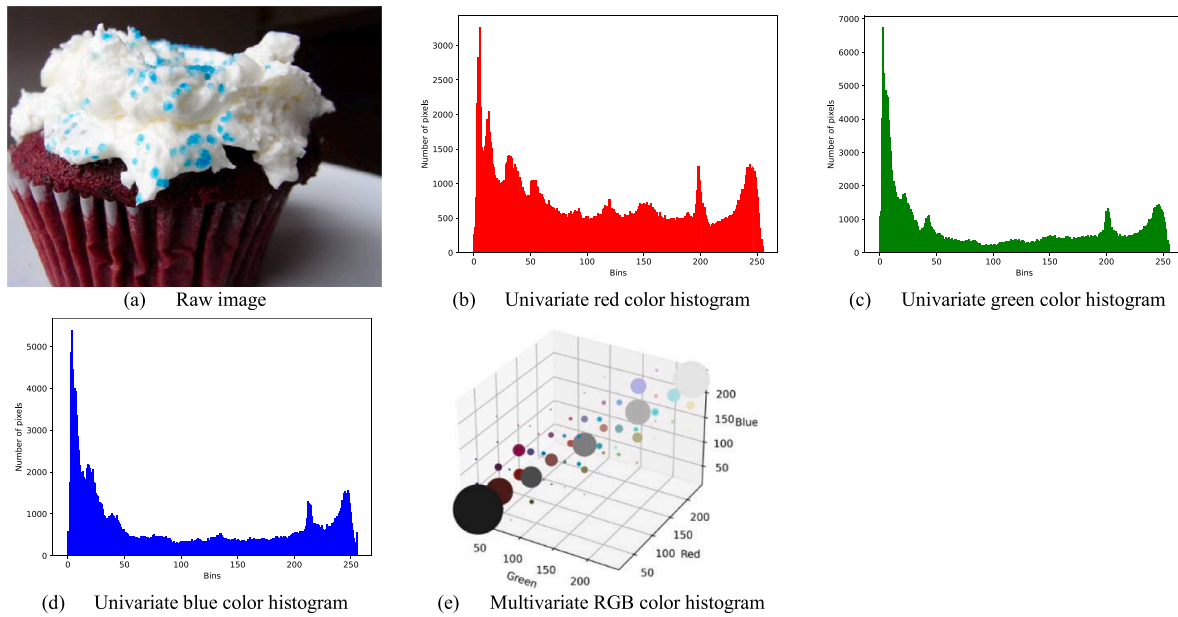 Number of pixels
3000
2500
2000
1500
1000
500
0
0 50 100 150 200 250
Bins
Number of pixels
7000
6000
5000
4000
3000
2000
1000
0
0 50 100 150 200 250
Bins
(a) Raw image
(b) Univariate red color histogram
(c) Univariate green color histogram
Number of pixels
5000
4000
3000
2000
1000
0
0 50 100 150 200 250
Bins
200
150
100
50
Blue
200
150
100
50
Red
50
100
150
200
Green
(d) Univariate blue color histogram
(e) Multivariate RGB color histogram